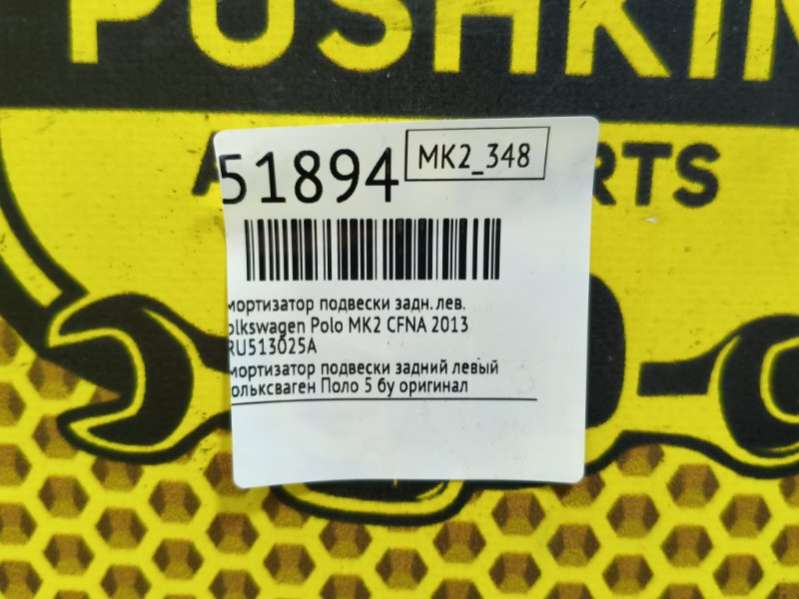 PUSHKIN
51894
MK2_348
A RTS
мортизатор подвески задн. лев.
olkswagen Polo MK2 CFNA 2013
RU513025A
мортизатор подвески задний левый
ольксваген Поло 5 бу оригинал